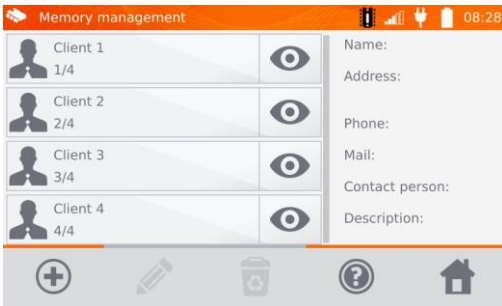 Memory management
08:28
Client 1
1/4
Client 2
2/4
Client 3
3/4
Client 4
4/4
Name:
Address:
Phone:
Mail:
Contact person:
Description:
?